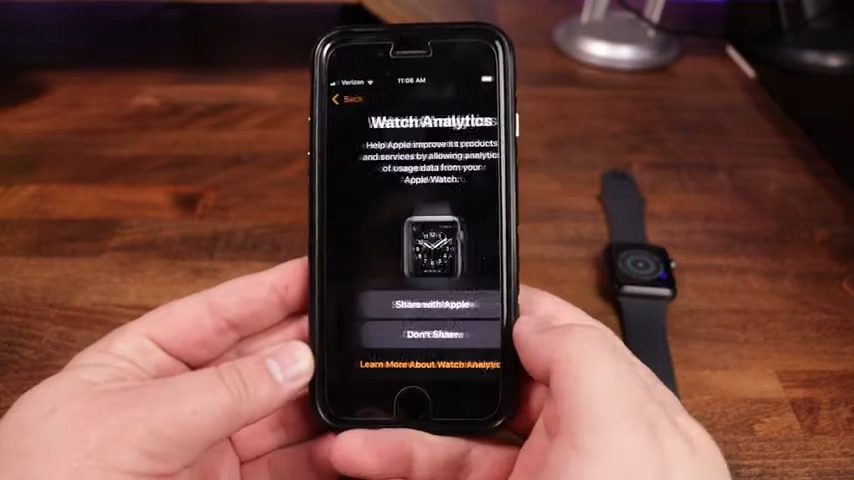 Verizon 11:06 AM
Back
Watch Analytics
Help Apple improve its products
and services by allowing analytic
of usage data from your
Apple Watch.
Share with Apple
Don't Share
Learn More About Watch Analytic